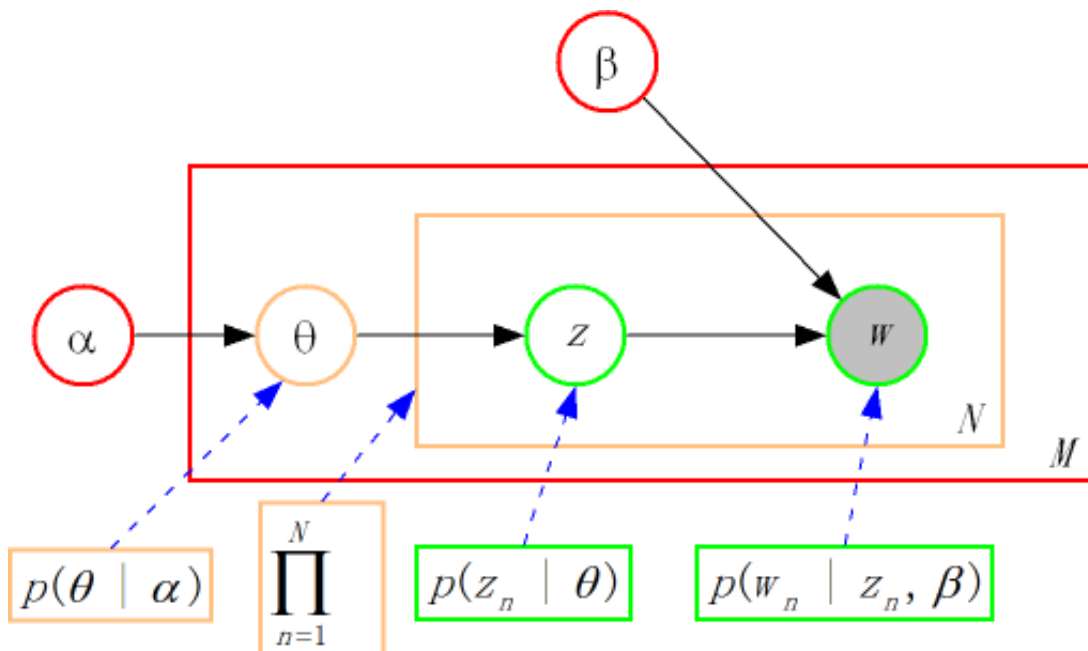 β
α
θ
z
w
N
M
p(θ | α)
N
∏
n=1
p(z_n | θ)
p(w_n | z_n, β)